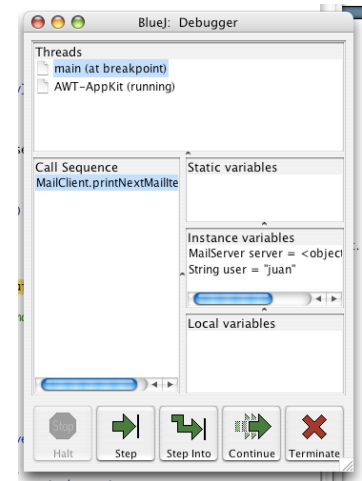 BlueJ: Debugger
Threads
main (at breakpoint)
AWT-AppKit (running)
Call Sequence
MailClient.printNextMailIte
Static variables
Instance variables
MailServer server = <object
String user = "juan"
Local variables
Stop
Halt
Step
Step Into
Continue
Terminate